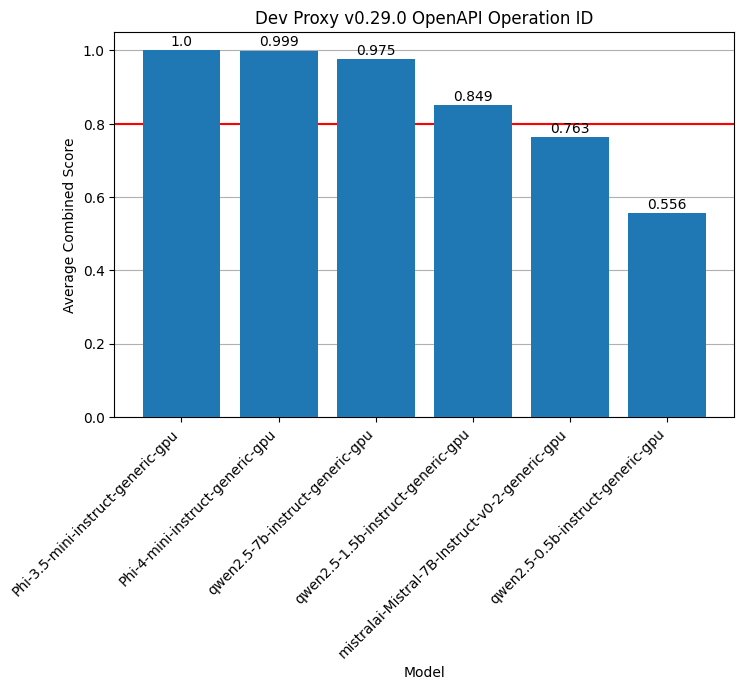 Dev Proxy v0.29.0 OpenAPI Operation ID
Average Combined Score
1.0
0.8
0.6
0.4
0.2
0.0
1.0
0.999
0.975
0.849
0.763
0.556
Phi-3.5-mini-instruct-generic-gpu
Phi-4-mini-instruct-generic-gpu
qwen2.5-7b-instruct-generic-gpu
qwen2.5-1.5b-instruct-generic-gpu
mistralai-Mistral-7B-Instruct-v0-2-generic-gpu
qwen2.5-0.5b-instruct-generic-gpu
Model